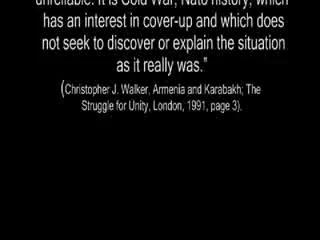 unreliable. It is Cold War, Nato history, which
has an interest in cover-up and which does
not seek to discover or explain the situation
as it really was."
(Christopher J. Walker, Armenia and Karabakh; The
Struggle for Unity, London, 1991, page 3).